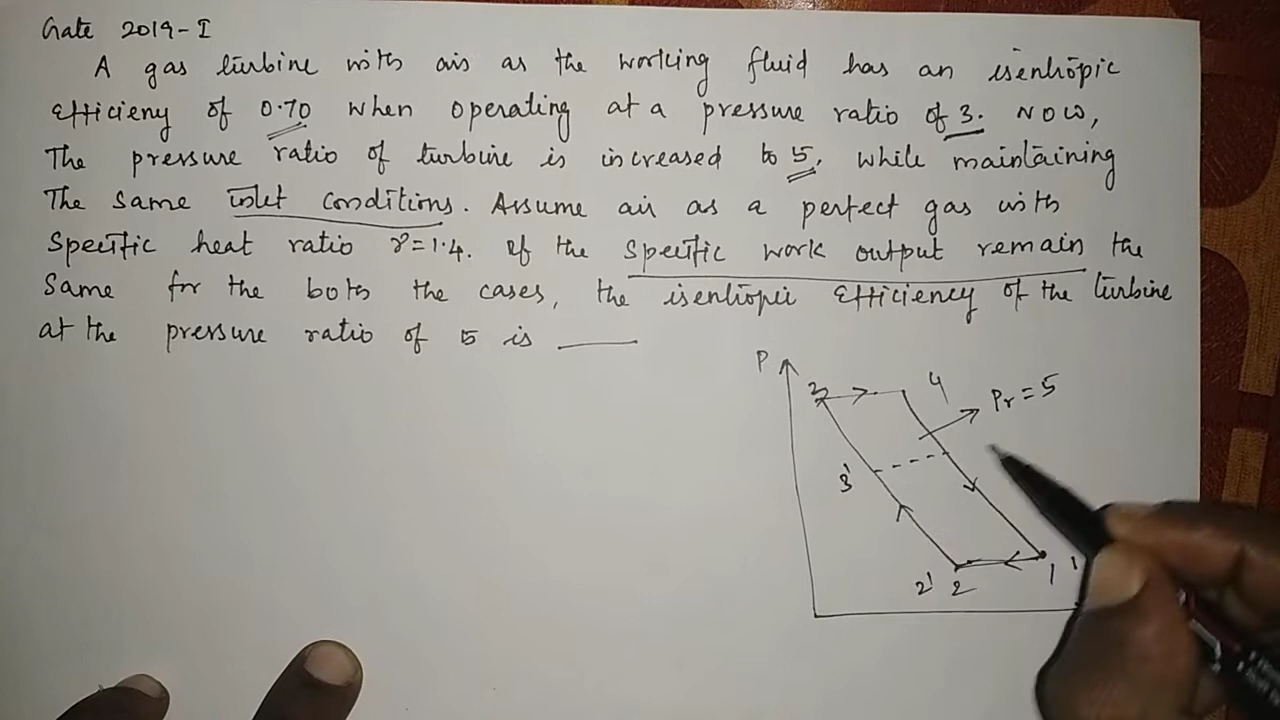 Gate 2019-I
A gas turbine with air as the working fluid has an isentropic
Efficieny of 0.70 when operating at a pressure ratio of 3. Now,
The pressure ratio of turbine is increased to 5, while maintaining
The same inlet conditions. Assume air as a perfect gas with
Specific heat ratio γ=1.4. If the specific work output remain the
Same for the both the cases, the isentropic Efficiency of the turbine
at the pressure ratio of 5 is ____
P
3 4 Pr=5
3'
2' 2 1 1'